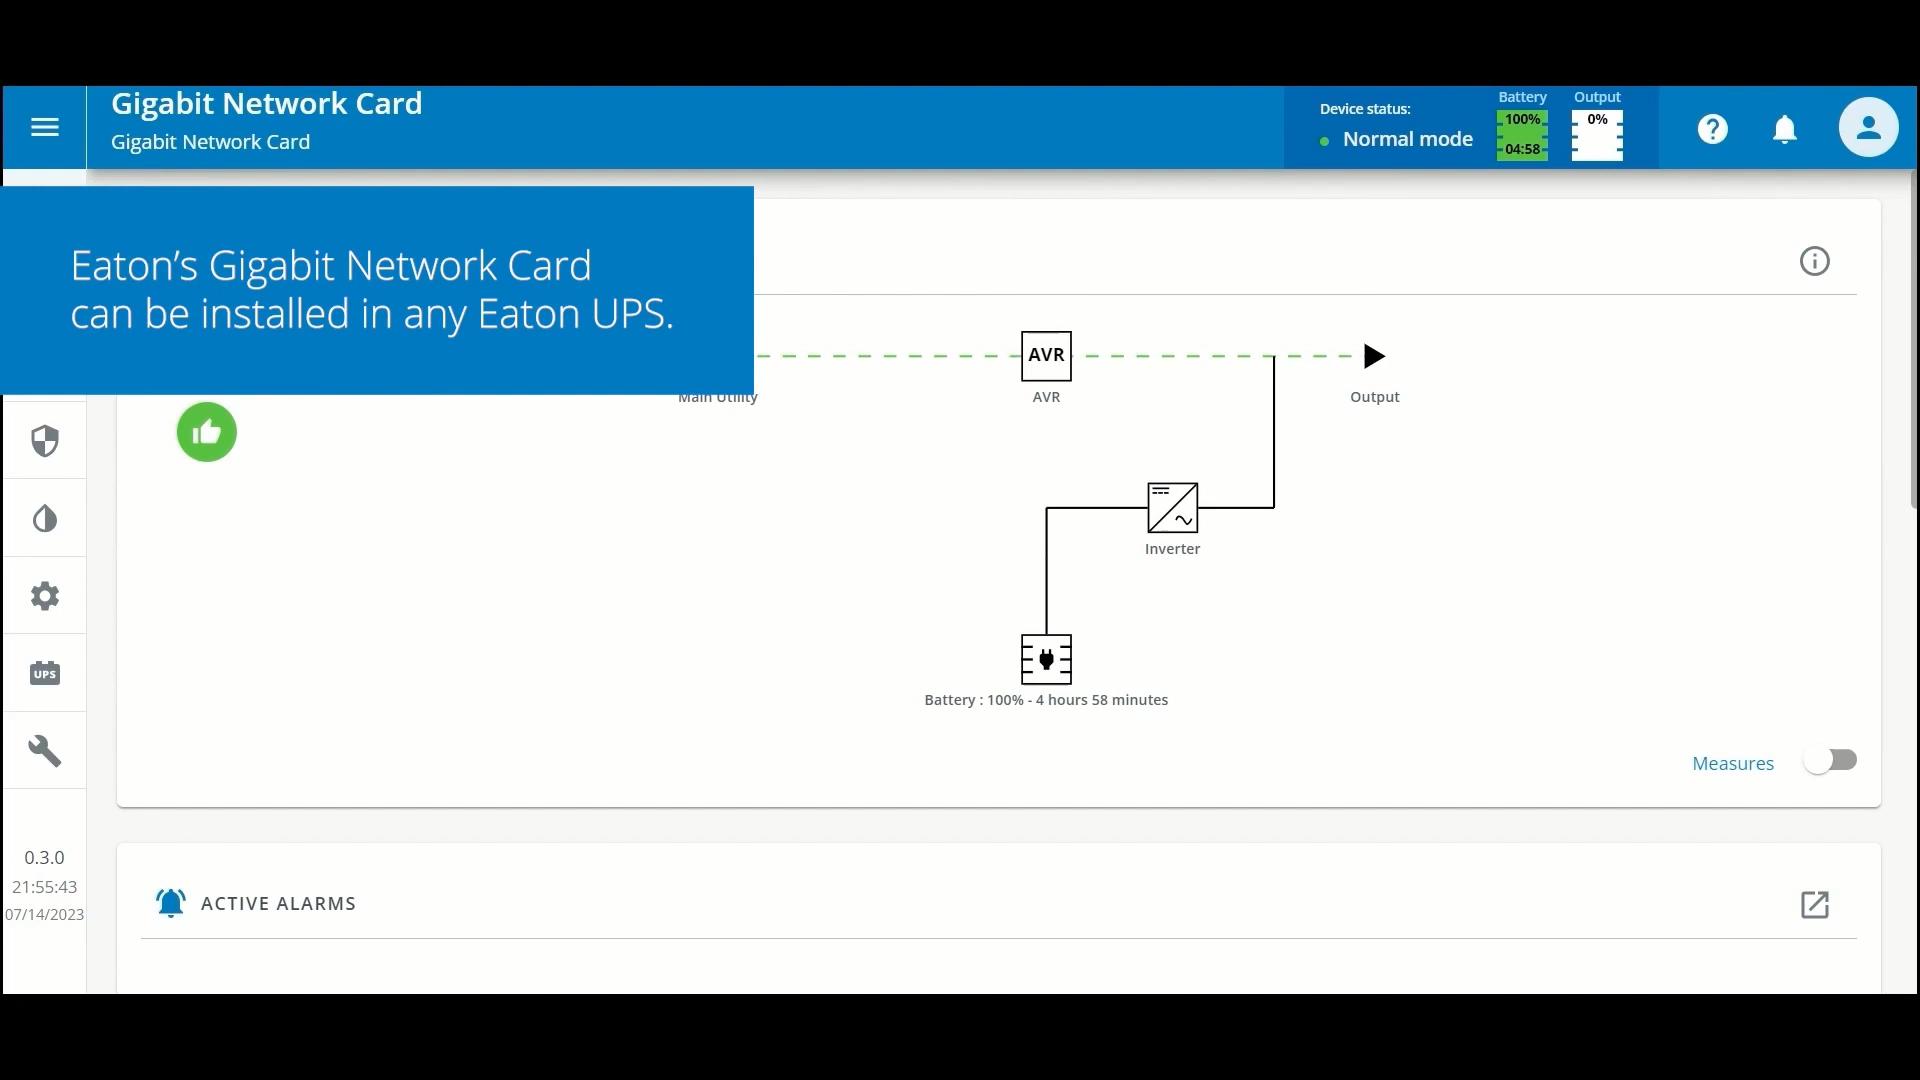 Gigabit Network Card
Gigabit Network Card
Device status:
Normal mode
Battery
100%
04:58
Output
0%
Eaton’s Gigabit Network Card
can be installed in any Eaton UPS.
AVR
Main Utility
AVR
Output
Inverter
UPS
Battery : 100% - 4 hours 58 minutes
Measures
0.3.0
21:55:43
07/14/2023
ACTIVE ALARMS